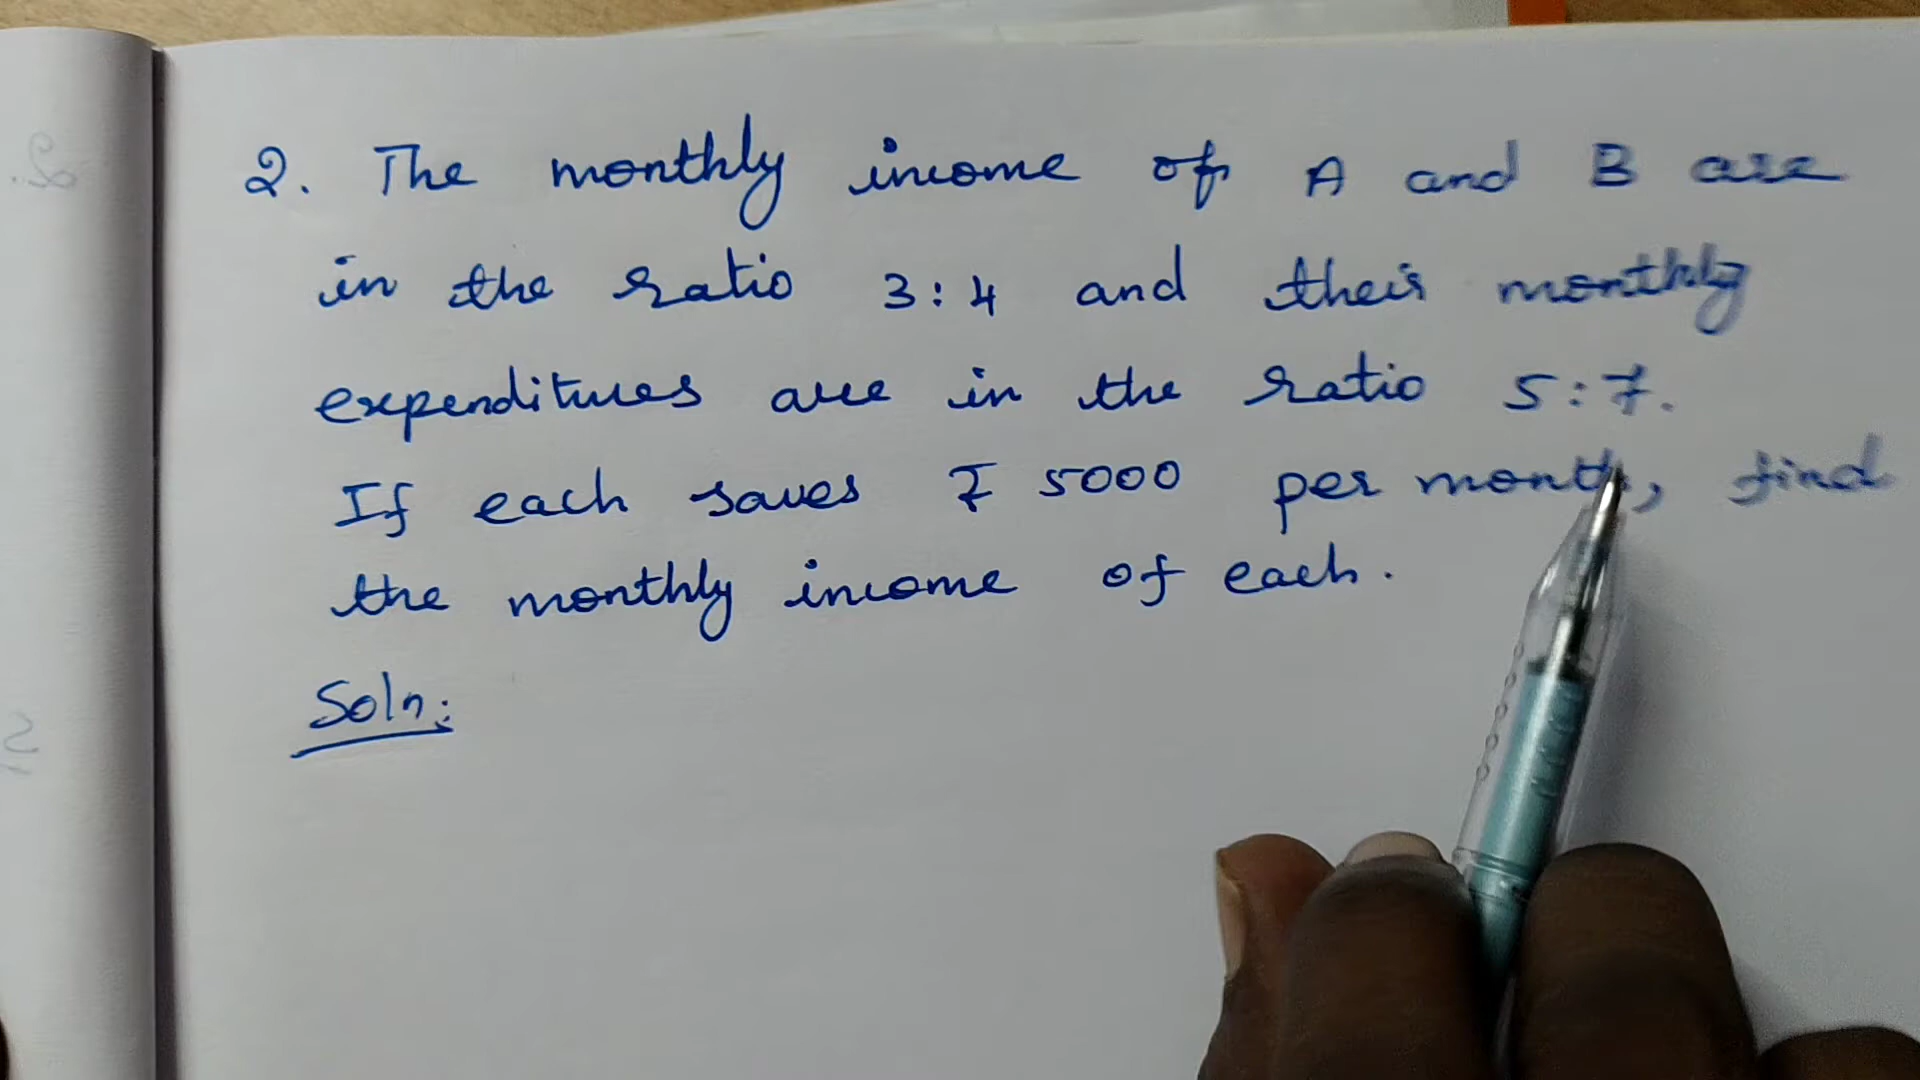 2. The monthly income of A and B are
in the ratio 3:4 and their monthly
expenditures are in the ratio 5:7.
If each saves ₹ 5000 per month, find
the monthly income of each.
Soln: